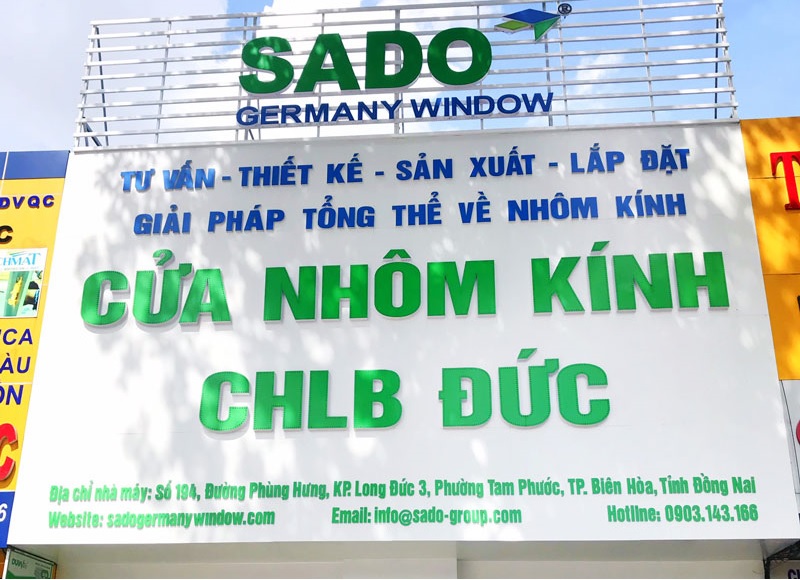 SADO®
GERMANY WINDOW
TƯ VẤN - THIẾT KẾ - SẢN XUẤT - LẮP ĐẶT
GIẢI PHÁP TỔNG THỂ VỀ NHÔM KÍNH
CỬA NHÔM KÍNH
CHLB ĐỨC
Địa chỉ nhà máy: Số 194, Đường Phùng Hưng, KP. Long Đức 3, Phường Tam Phước, TP. Biên Hòa, Tỉnh Đồng Nai
Website: sadogermanywindow.com Email: info@sado-group.com Hotline: 0903.143.166
DVQC